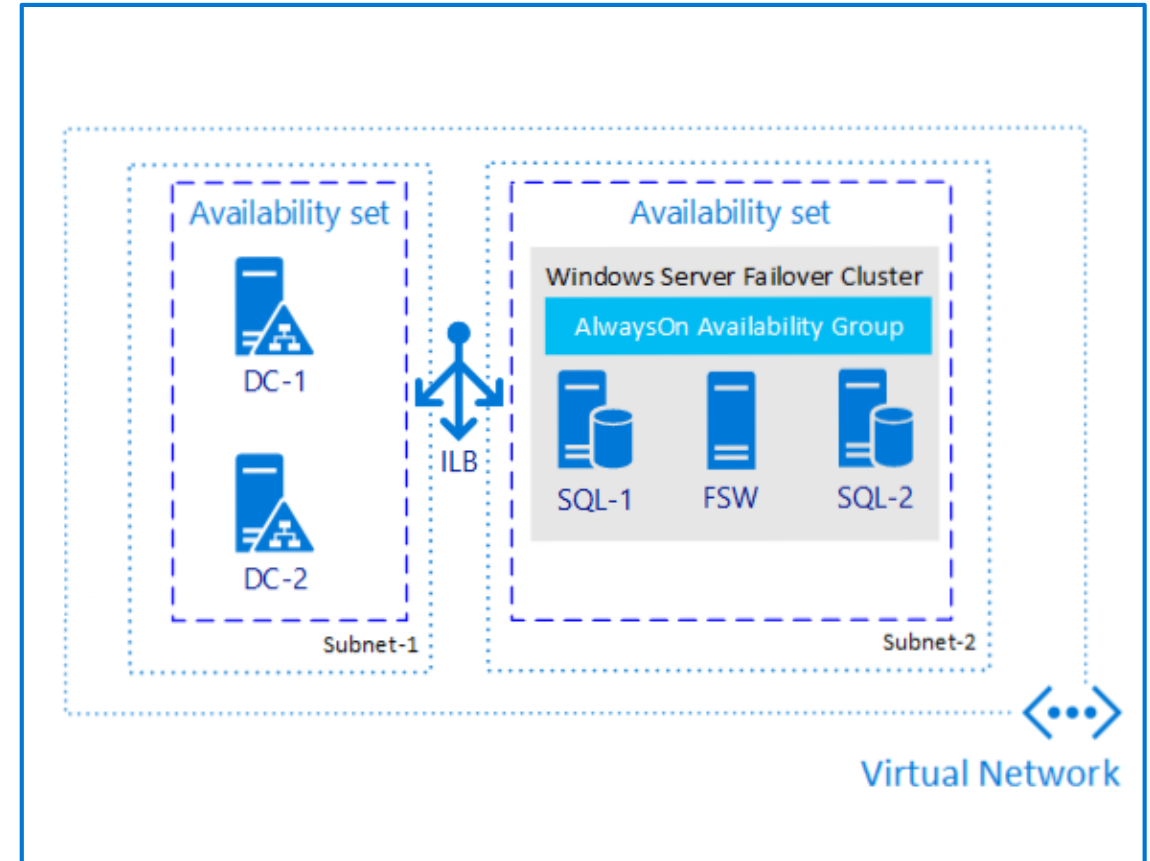 Availability set
DC-1
DC-2
Subnet-1
ILB
Availability set
Windows Server Failover Cluster
AlwaysOn Availability Group
SQL-1
FSW
SQL-2
Subnet-2
Virtual Network